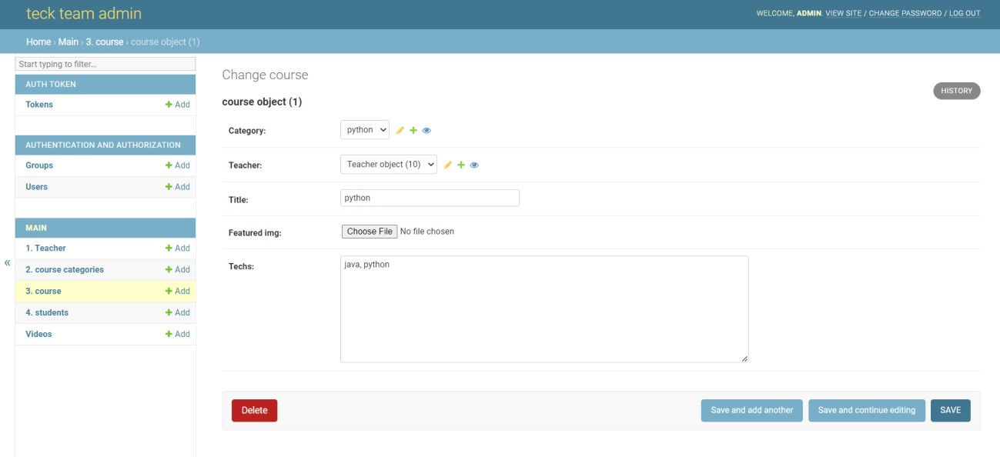 teck team admin
WELCOME, ADMIN. VIEW SITE / CHANGE PASSWORD / LOG OUT
Home › Main › 3. course › course object (1)
Start typing to filter...
AUTH TOKEN
Tokens + Add
AUTHENTICATION AND AUTHORIZATION
Groups + Add
Users + Add
MAIN
1. Teacher + Add
2. course categories + Add
3. course + Add
4. students + Add
Videos + Add
«
Change course
HISTORY
course object (1)
Category: python
Teacher: Teacher object (10)
Title: python
Featured img: Choose File No file chosen
Techs: java, python
Delete Save and add another Save and continue editing SAVE